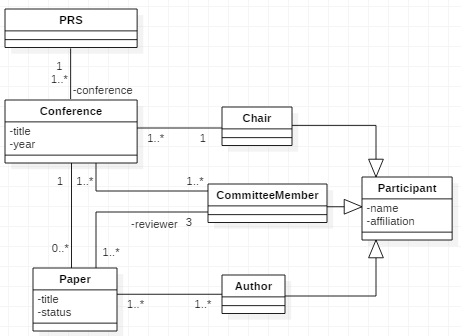 PRS
1
1..*
-conference
Conference
-title
-year
1..*
1
Chair
1
1..*
1..*
CommitteeMember
Participant
-name
-affiliation
-reviewer
3
0..*
1..*
Paper
-title
-status
1..*
1..*
Author